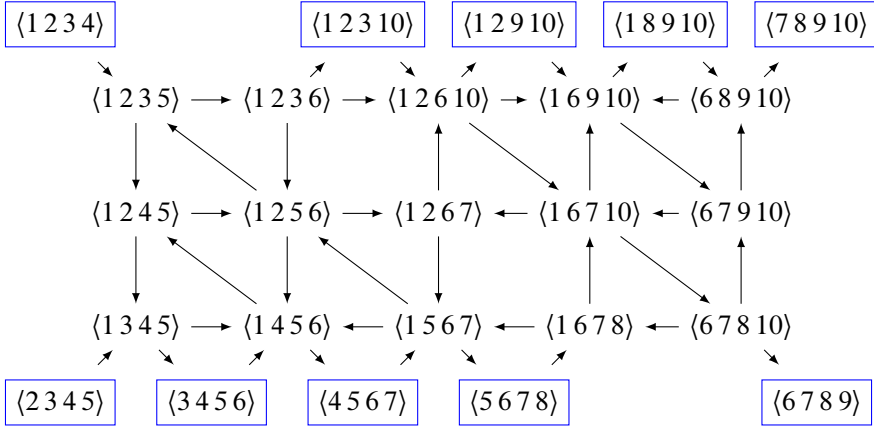 ⟨1 2 3 4⟩ ⟨1 2 3 10⟩ ⟨1 2 9 10⟩ ⟨1 8 9 10⟩ ⟨7 8 9 10⟩
⟨1 2 3 5⟩ ⟨1 2 3 6⟩ ⟨1 2 6 10⟩ ⟨1 6 9 10⟩ ⟨6 8 9 10⟩
⟨1 2 4 5⟩ ⟨1 2 5 6⟩ ⟨1 2 6 7⟩ ⟨1 6 7 10⟩ ⟨6 7 9 10⟩
⟨1 3 4 5⟩ ⟨1 4 5 6⟩ ⟨1 5 6 7⟩ ⟨1 6 7 8⟩ ⟨6 7 8 10⟩
⟨2 3 4 5⟩ ⟨3 4 5 6⟩ ⟨4 5 6 7⟩ ⟨5 6 7 8⟩ ⟨6 7 8 9⟩